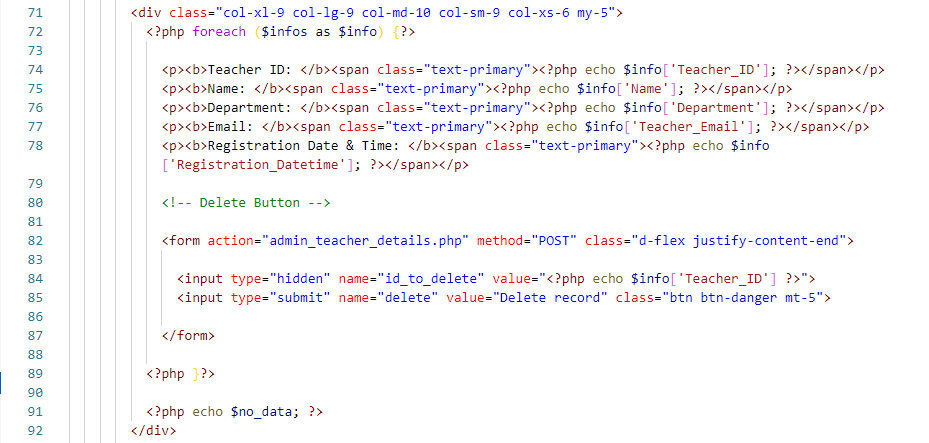 71 <div class="col-xl-9 col-lg-9 col-md-10 col-sm-9 col-xs-6 my-5">
72 <?php foreach ($infos as $info) {?>
73
74 <p><b>Teacher ID: </b><span class="text-primary"><?php echo $info['Teacher_ID']; ?></span></p>
75 <p><b>Name: </b><span class="text-primary"><?php echo $info['Name']; ?></span></p>
76 <p><b>Department: </b><span class="text-primary"><?php echo $info['Department']; ?></span></p>
77 <p><b>Email: </b><span class="text-primary"><?php echo $info['Teacher_Email']; ?></span></p>
78 <p><b>Registration Date & Time: </b><span class="text-primary"><?php echo $info
['Registration_Datetime']; ?></span></p>
79
80 <!-- Delete Button -->
81
82 <form action="admin_teacher_details.php" method="POST" class="d-flex justify-content-end">
83
84 <input type="hidden" name="id_to_delete" value="<?php echo $info['Teacher_ID'] ?>">
85 <input type="submit" name="delete" value="Delete record" class="btn btn-danger mt-5">
86
87 </form>
88
89 <?php }?>
90
91 <?php echo $no_data; ?>
92 </div>